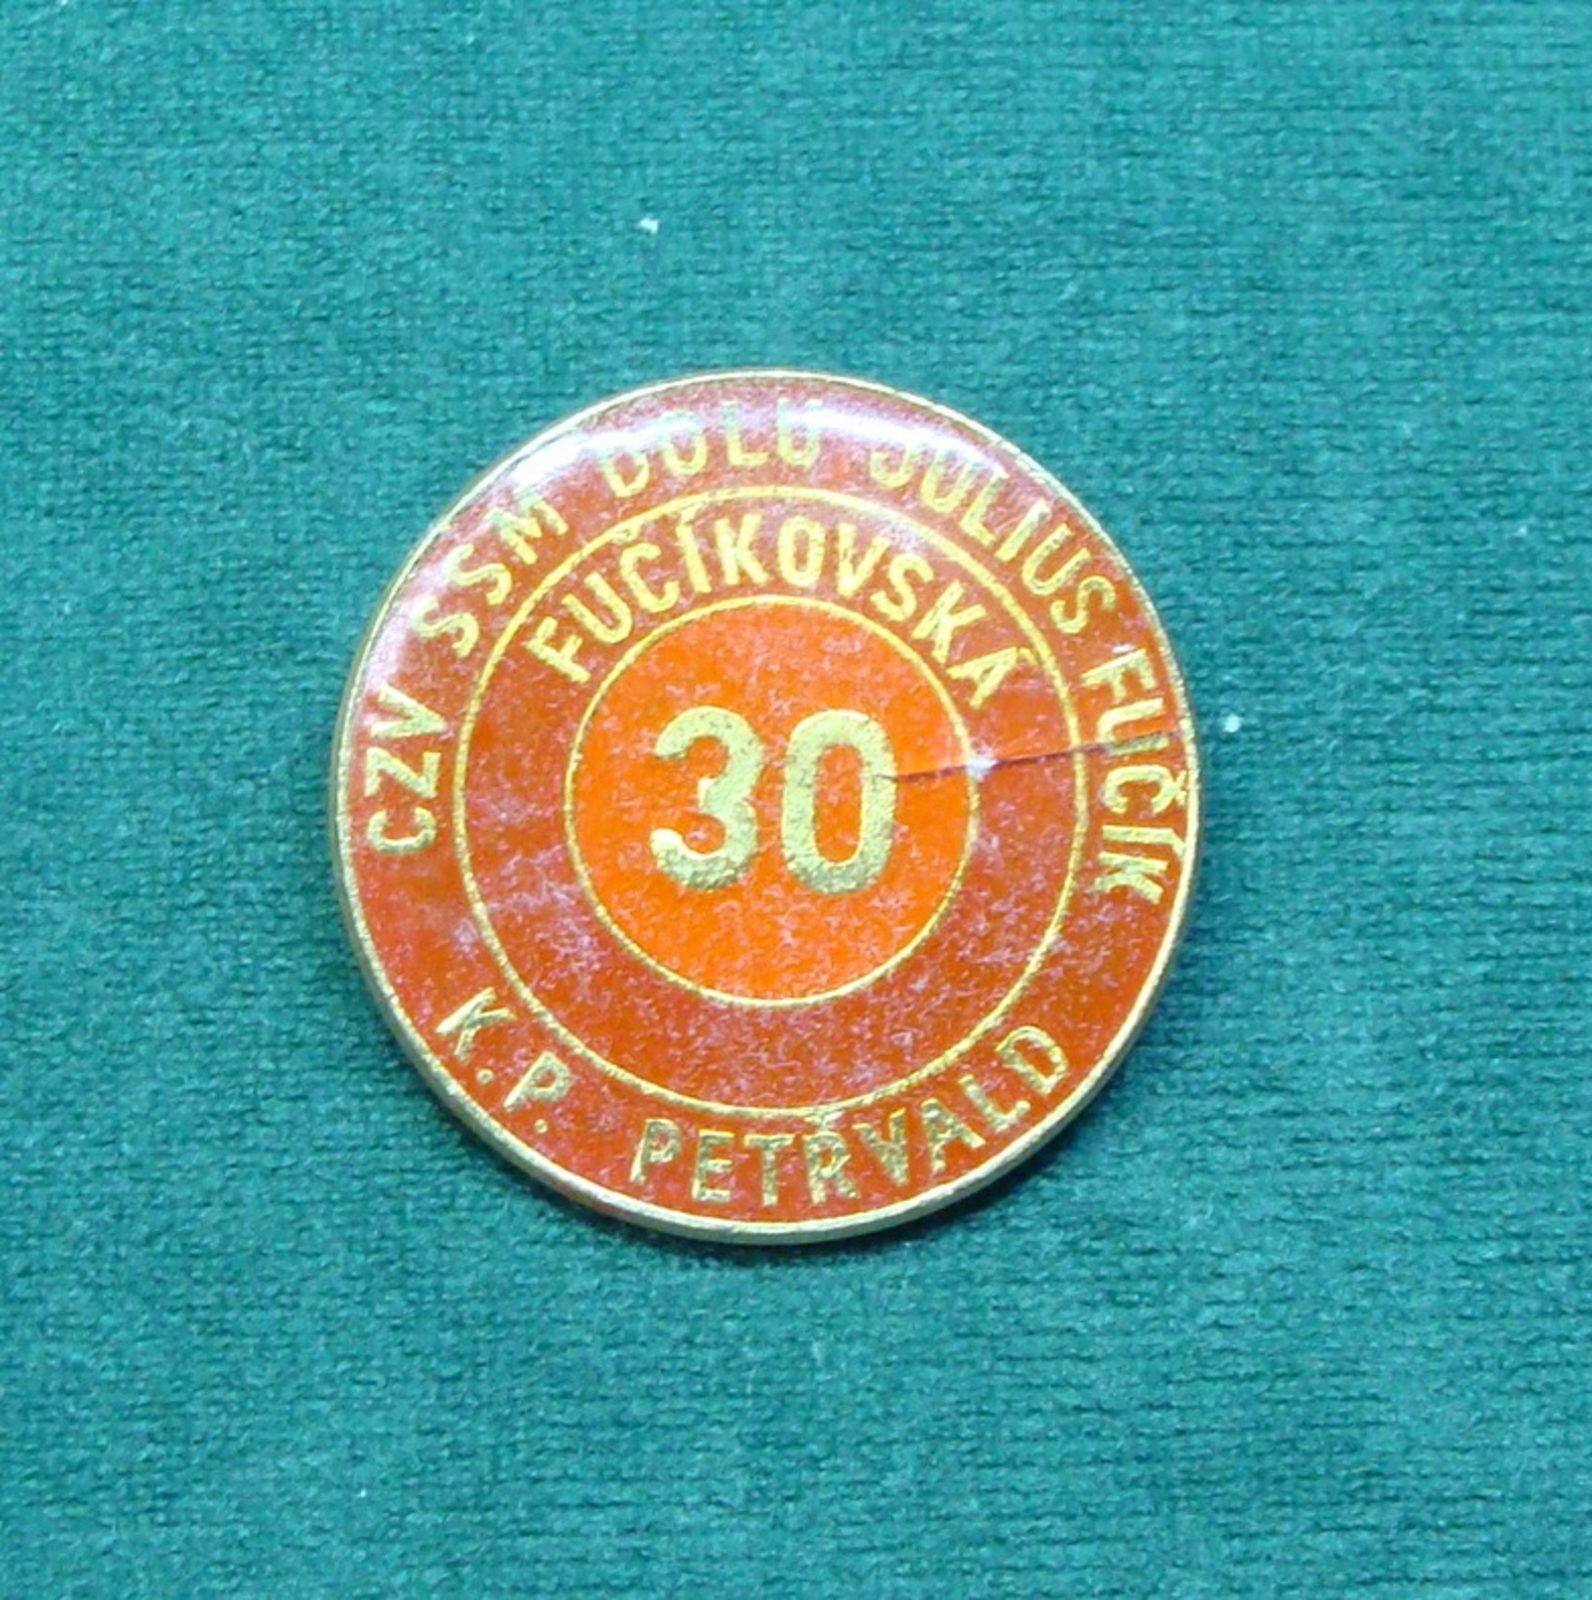 CZV SSM DOLU JULIUS FUČÍK
FUČÍKOVSKÁ
30
K.P. PETŘVALD